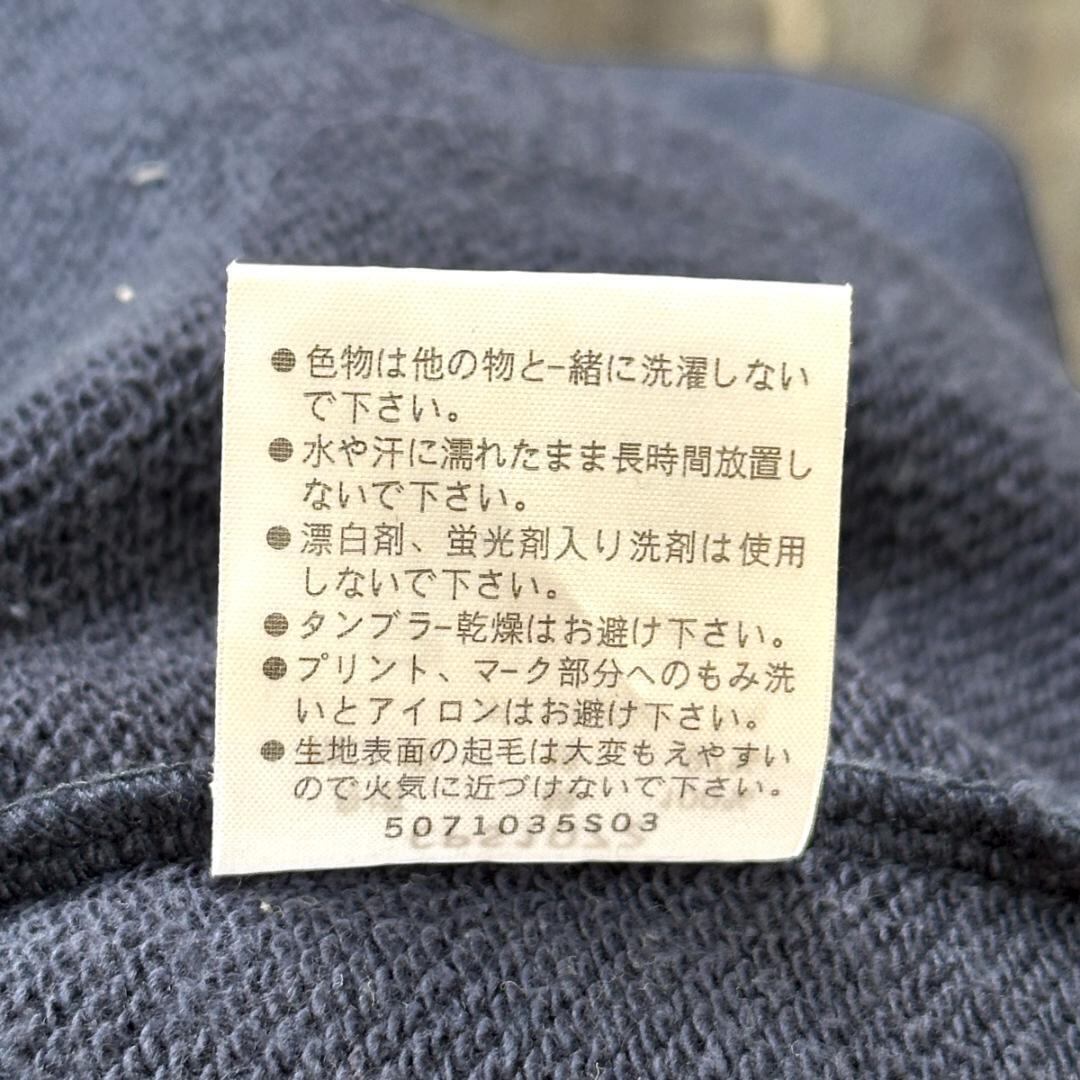 ●色物は他の物と一緒に洗濯しない
で下さい。
●水や汗に濡れたまま長時間放置し
ないで下さい。
●漂白剤、蛍光剤入り洗剤は使用
しないで下さい。
●タンブラー乾燥はお避け下さい。
●プリント、マーク部分へのもみ洗
いとアイロンはお避け下さい。
●生地表面の起毛は大変もえやすい
ので火気に近づけないで下さい。
5071035S03